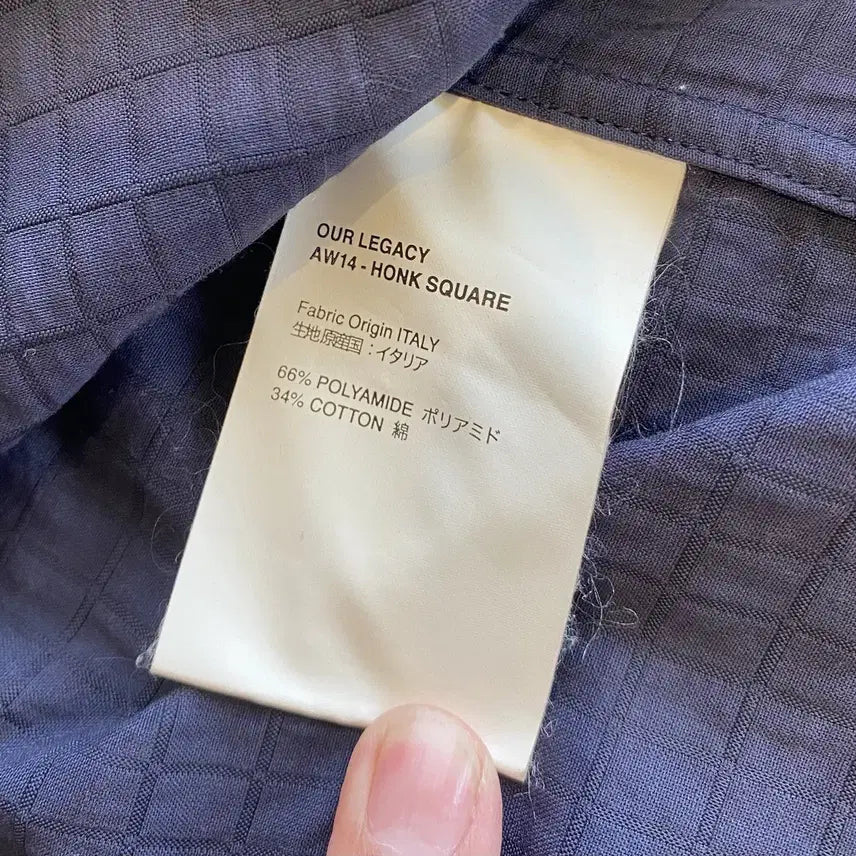 OUR LEGACY
AW14 - HONK SQUARE
Fabric Origin ITALY
生地原産国 : イタリア
66% POLYAMIDE ポリアミド
34% COTTON 綿